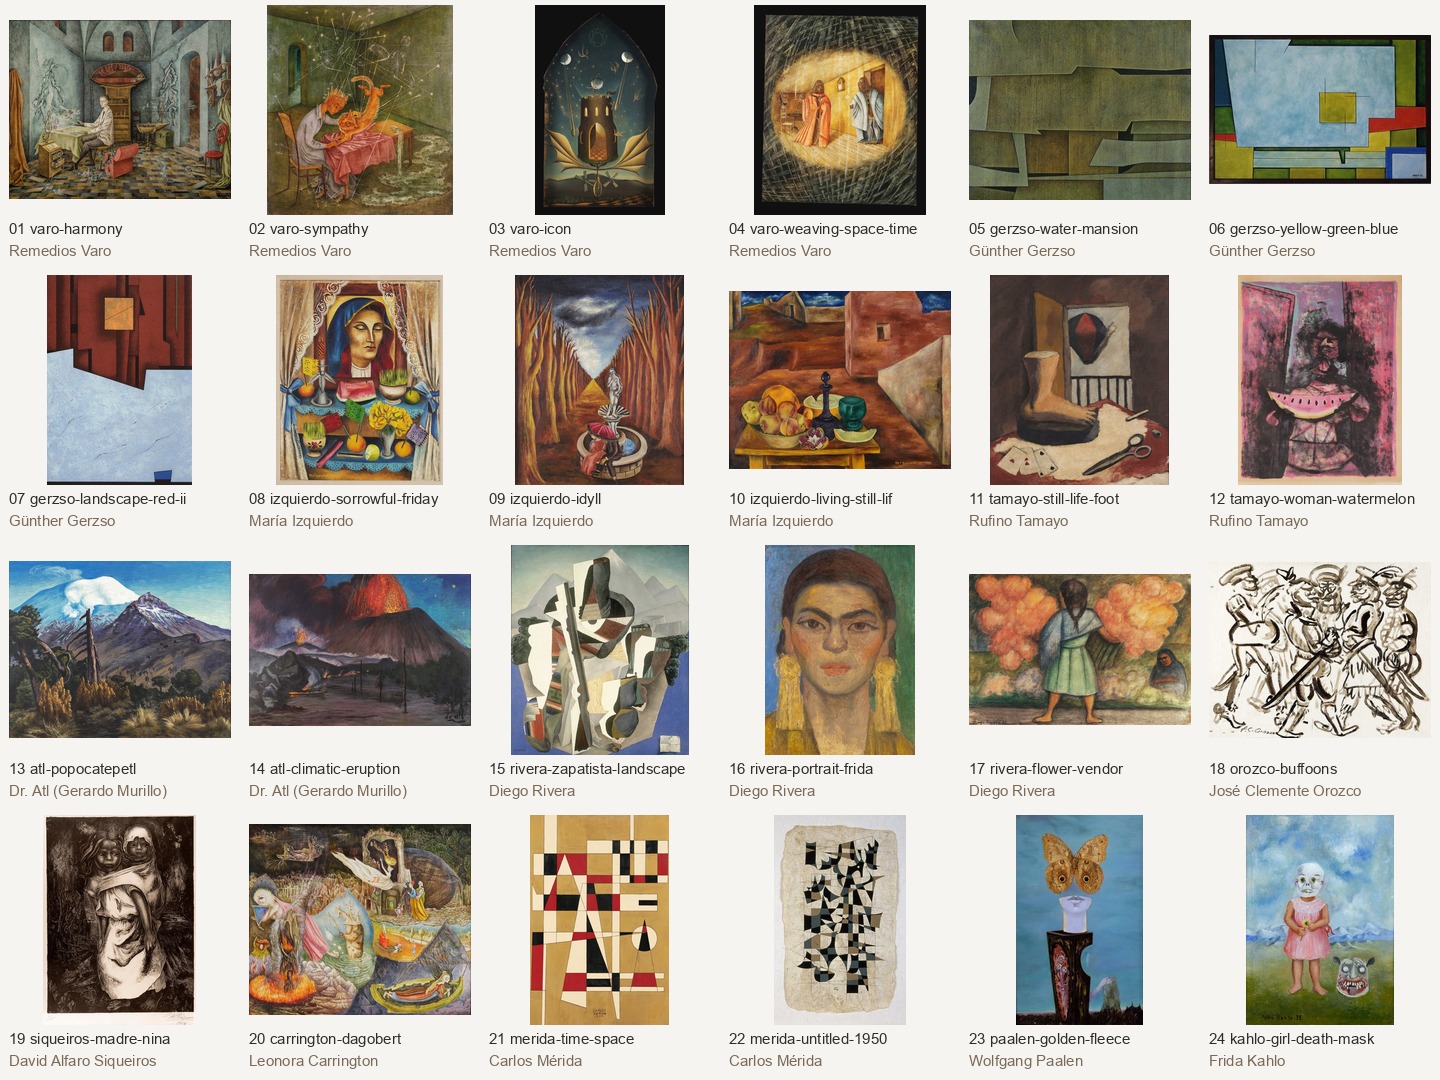 01 varo-harmony
Remedios Varo
02 varo-sympathy
Remedios Varo
03 varo-icon
Remedios Varo
04 varo-weaving-space-time
Remedios Varo
05 gerzso-water-mansion
Günther Gerzso
06 gerzso-yellow-green-blue
Günther Gerzso
07 gerzso-landscape-red-ii
Günther Gerzso
08 izquierdo-sorrowful-friday
María Izquierdo
09 izquierdo-idyll
María Izquierdo
10 izquierdo-living-still-lif
María Izquierdo
11 tamayo-still-life-foot
Rufino Tamayo
12 tamayo-woman-watermelon
Rufino Tamayo
13 atl-popocatepetl
Dr. Atl (Gerardo Murillo)
14 atl-climatic-eruption
Dr. Atl (Gerardo Murillo)
15 rivera-zapatista-landscape
Diego Rivera
16 rivera-portrait-frida
Diego Rivera
17 rivera-flower-vendor
Diego Rivera
18 orozco-buffoons
José Clemente Orozco
19 siqueiros-madre-nina
David Alfaro Siqueiros
20 carrington-dagobert
Leonora Carrington
21 merida-time-space
Carlos Mérida
22 merida-untitled-1950
Carlos Mérida
23 paalen-golden-fleece
Wolfgang Paalen
24 kahlo-girl-death-mask
Frida Kahlo